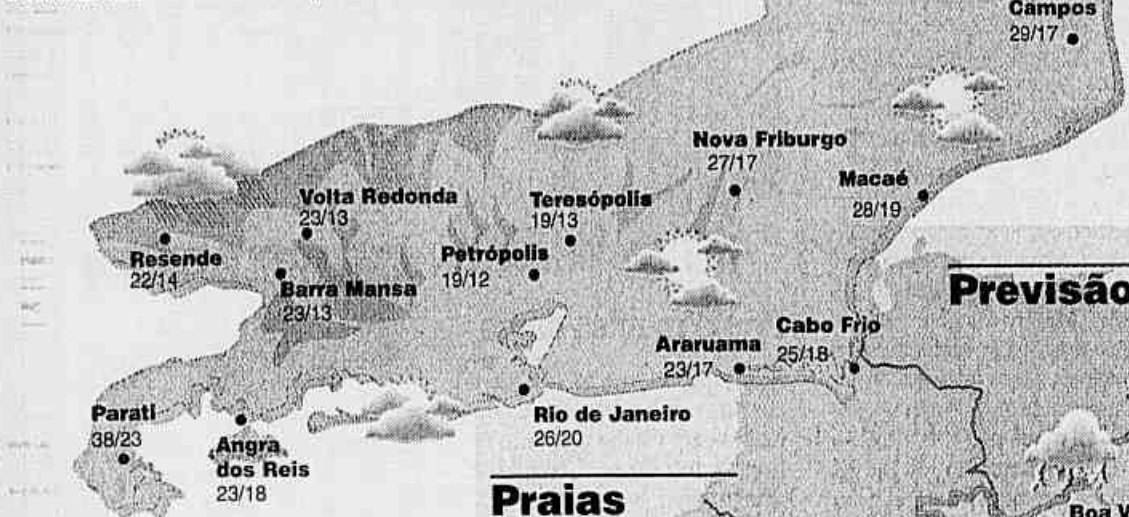 Campos
29/17
Nova Friburgo
27/17
Macaé
28/19
Volta Redonda
23/13
Teresópolis
19/13
Resende
22/14
Petrópolis
19/12
Barra Mansa
23/13
Previsão
Cabo Frio
25/18
Araruama
23/17
Parati
38/23
Angra
dos Reis
23/18
Rio de Janeiro
26/20
Praias
Boa V